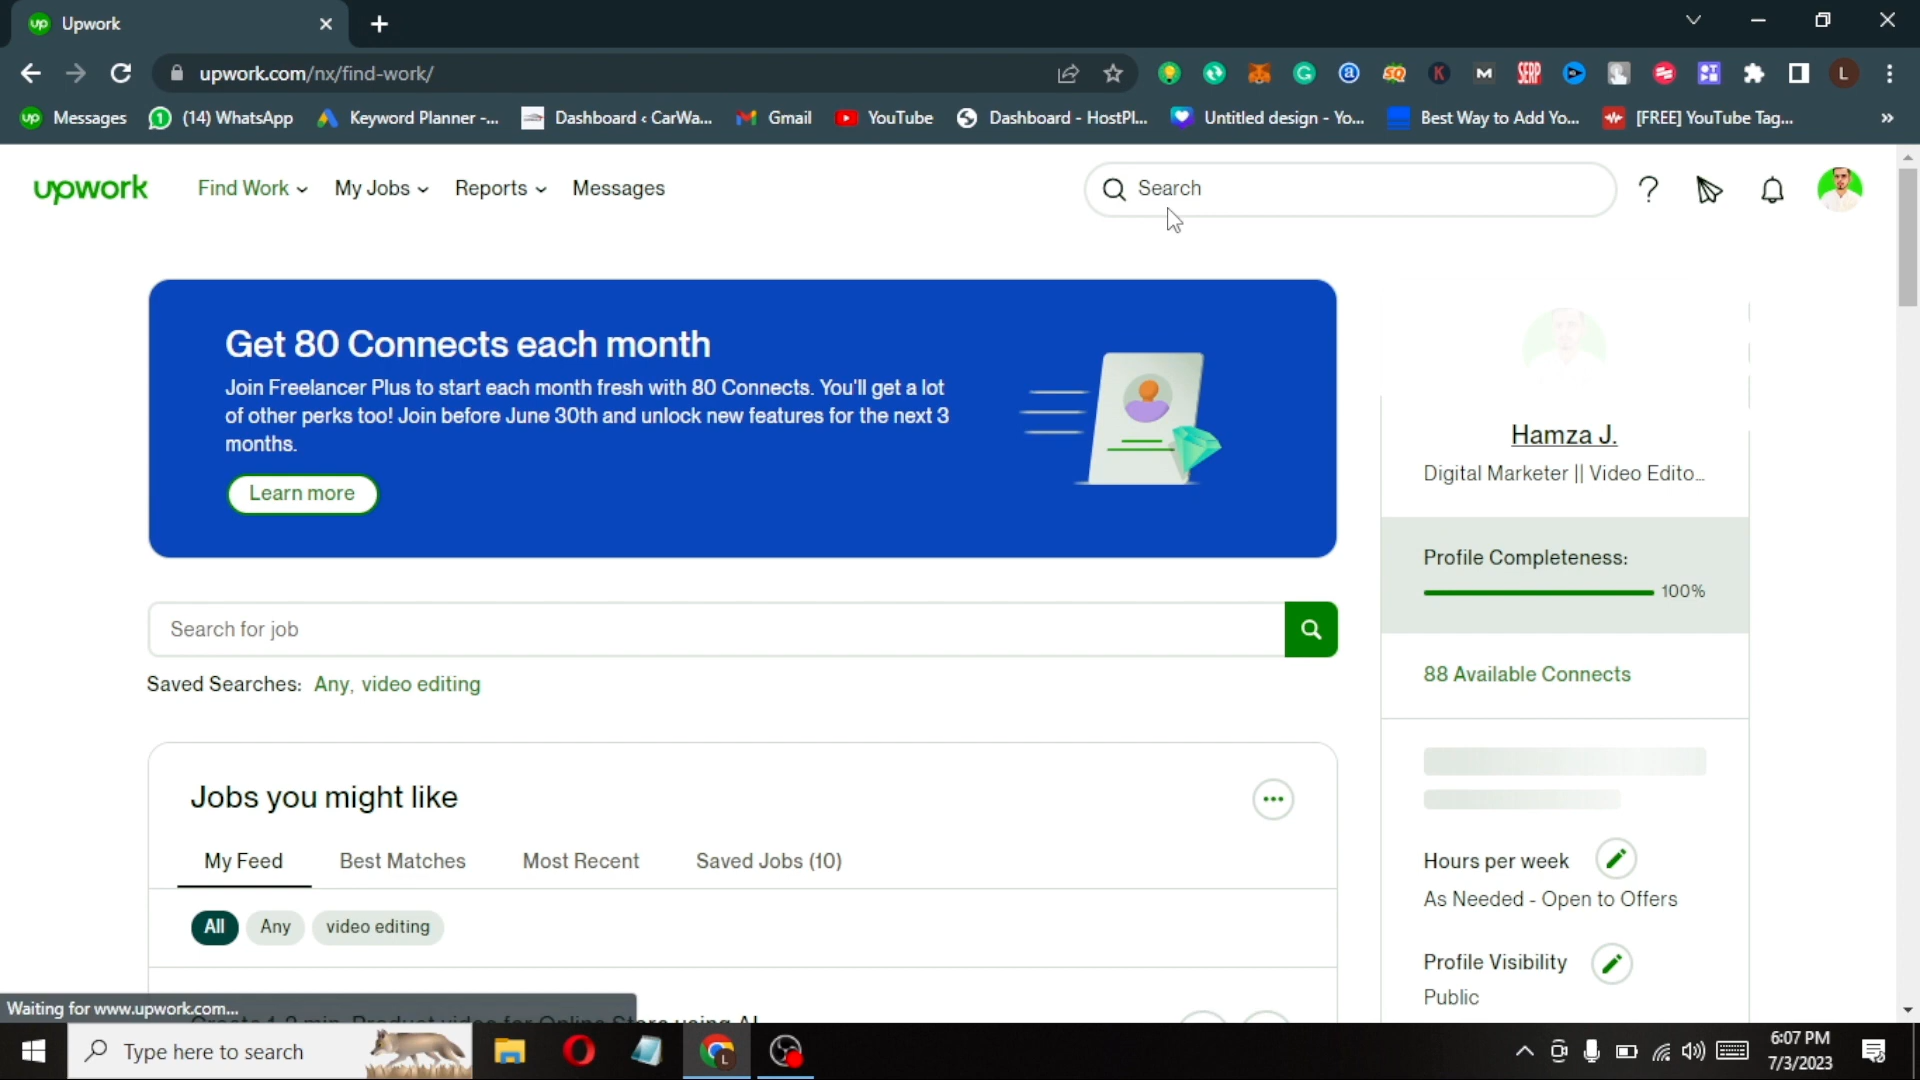 Upwork
upwork.com/nx/find-work/
SERP
L
Messages
(14) WhatsApp
Keyword Planner -...
Dashboard ‹ CarWa...
Gmail
YouTube
Dashboard - HostPl...
Untitled design - Yo...
Best Way to Add Yo...
[FREE] YouTube Tag...
»
upwork
Find Work
My Jobs
Reports
Messages
Search
Get 80 Connects each month
Join Freelancer Plus to start each month fresh with 80 Connects. You'll get a lot
of other perks too! Join before June 30th and unlock new features for the next 3
months.
Learn more
Hamza J.
Digital Marketer || Video Edito...
Profile Completeness:
100%
88 Available Connects
Search for job
Saved Searches: Any, video editing
Jobs you might like
My Feed
Best Matches
Most Recent
Saved Jobs (10)
All
Any
video editing
Hours per week
As Needed - Open to Offers
Profile Visibility
Public
Waiting for www.upwork.com...
Type here to search
6:07 PM
7/3/2023